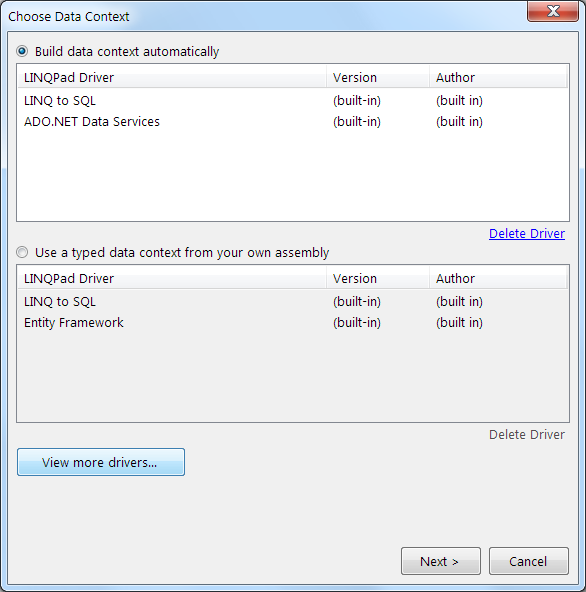 Choose Data Context
Build data context automatically
LINQPad Driver Version Author
LINQ to SQL (built-in) (built in)
ADO.NET Data Services (built-in) (built in)
Delete Driver
Use a typed data context from your own assembly
LINQPad Driver Version Author
LINQ to SQL (built-in) (built in)
Entity Framework (built-in) (built in)
Delete Driver
View more drivers...
Next > Cancel